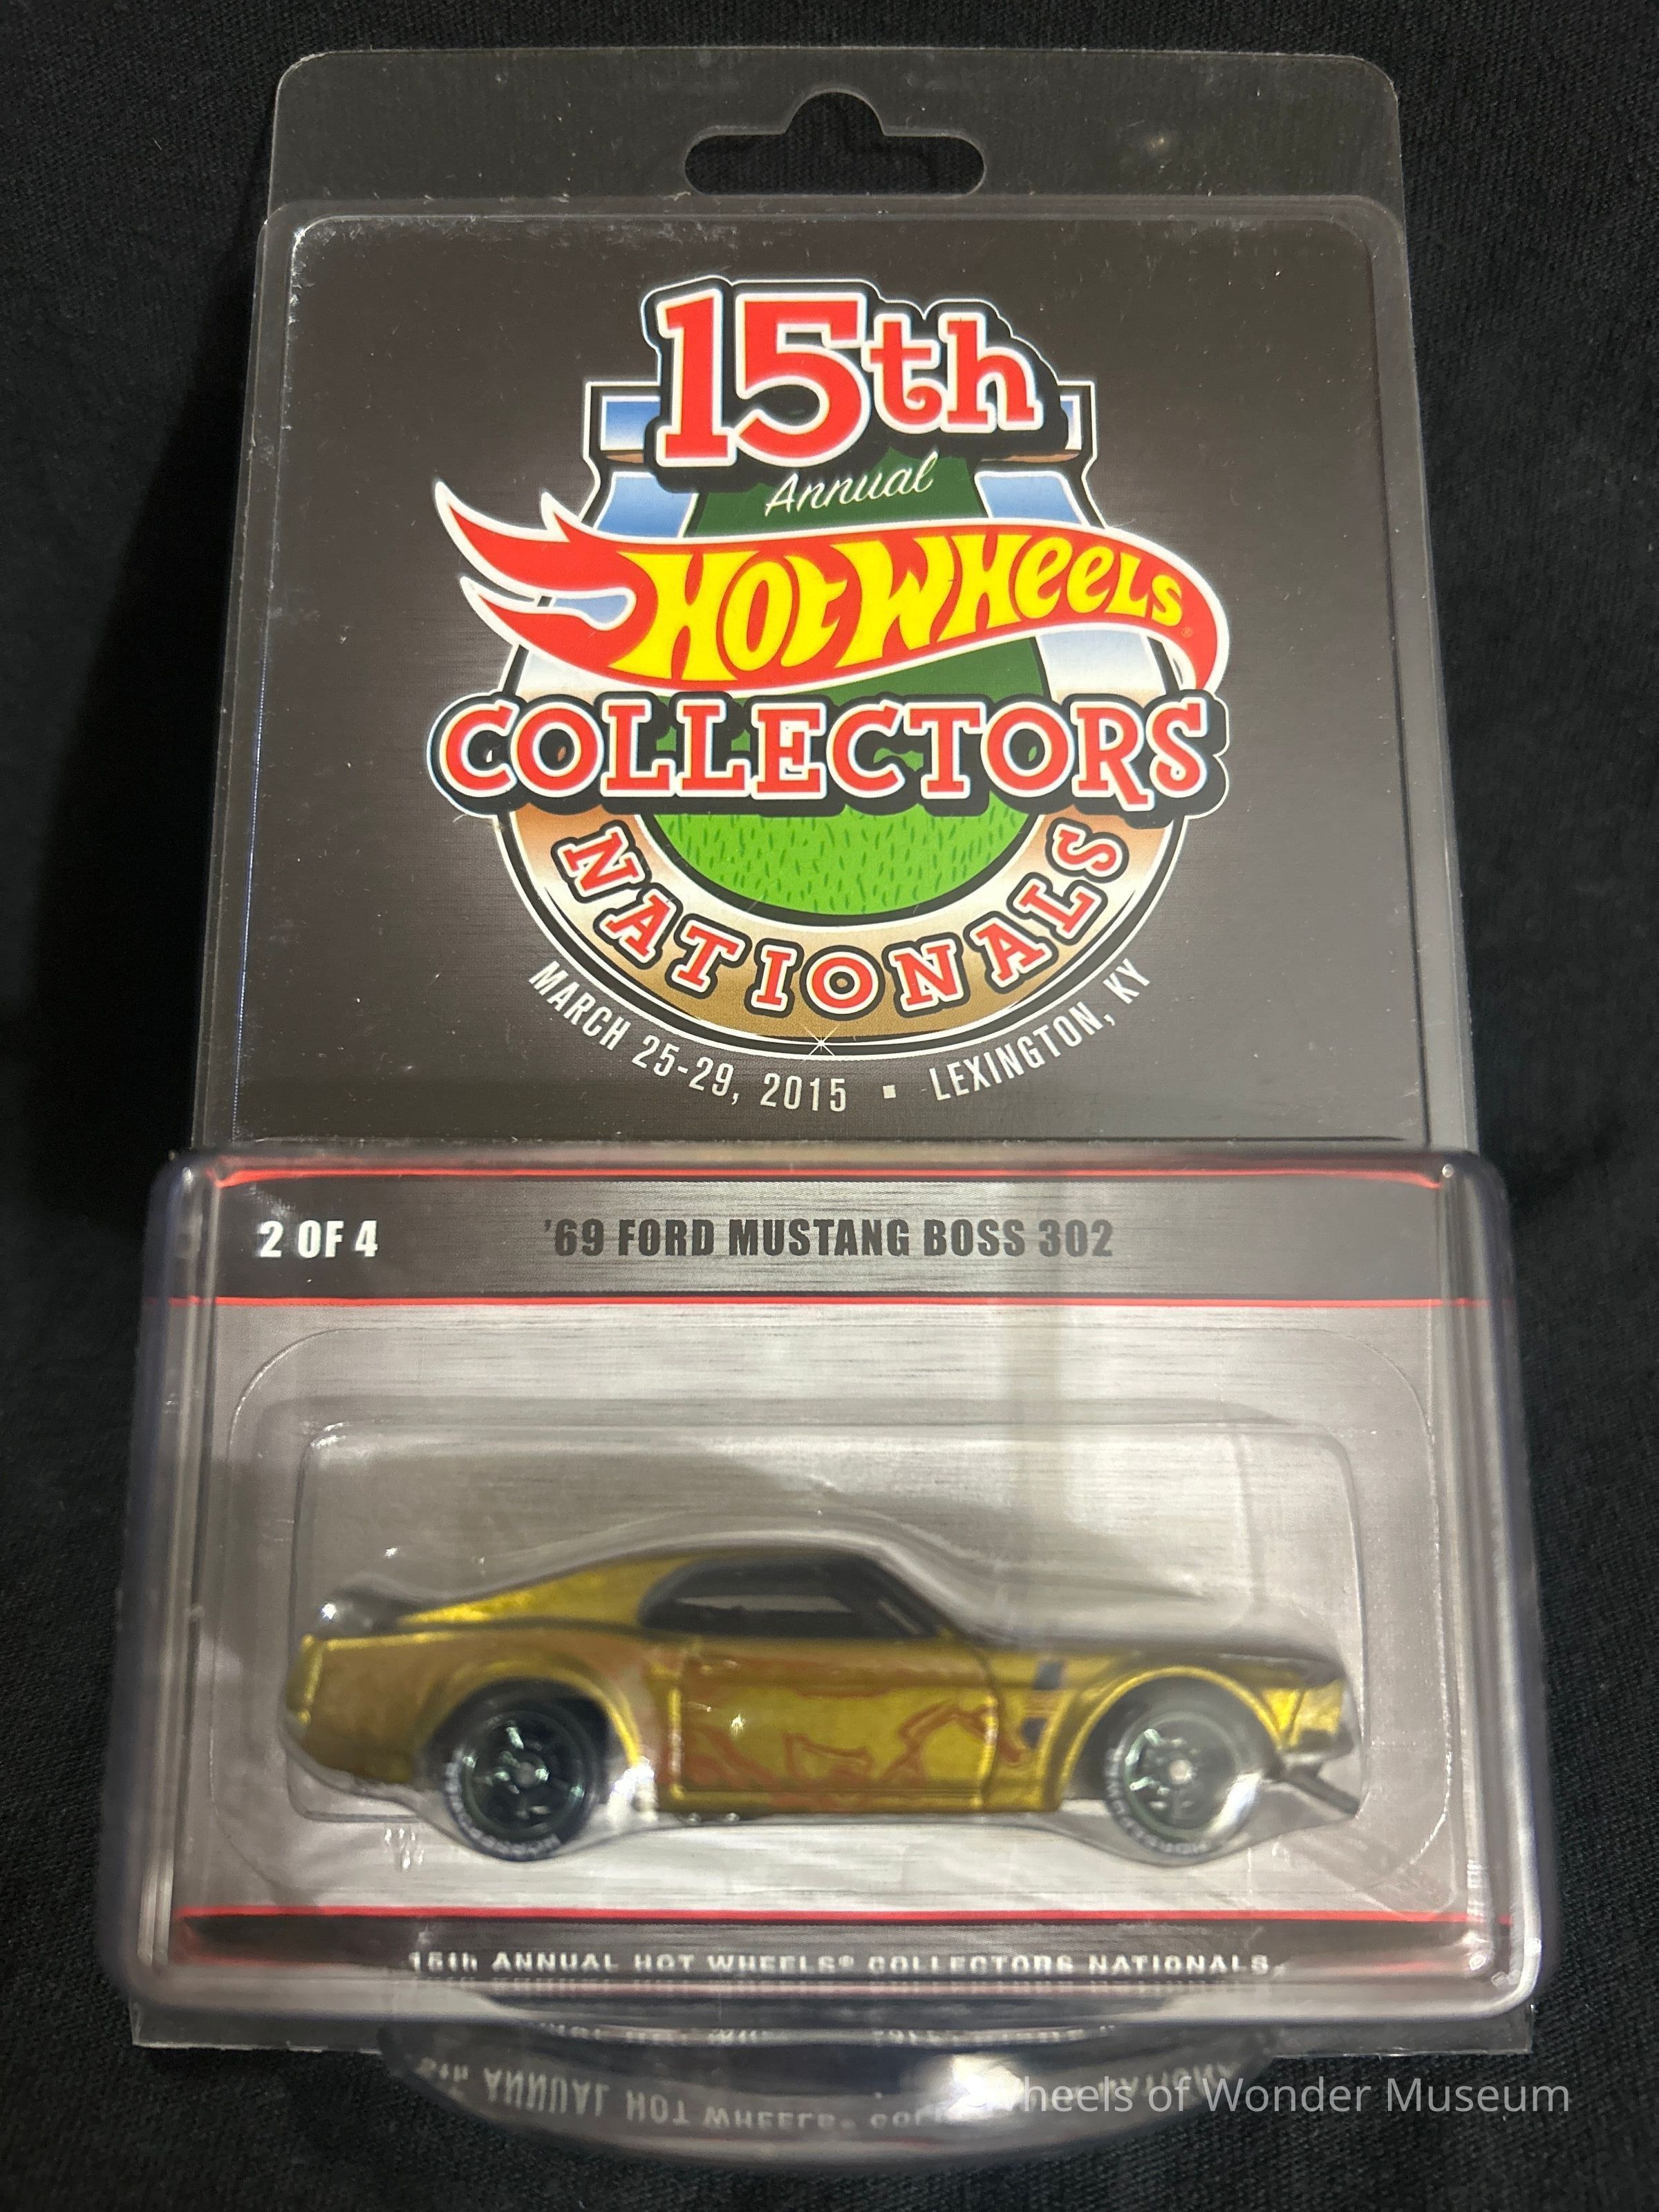 15th
Annual
Hot Wheels®
COLLECTORS
NATIONALS
MARCH 25-29, 2015 ▪ LEXINGTON, KY
2 OF 4
'69 FORD MUSTANG BOSS 302
15th ANNUAL HOT WHEELS® COLLECTORS NATIONALS
Wheels of Wonder Museum